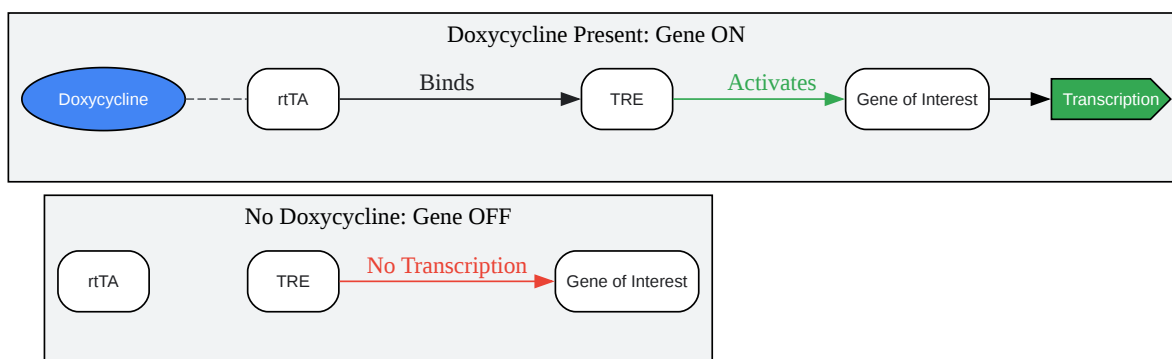 Doxycycline Present: Gene ON
Doxycycline
rtTA
Binds
TRE
Activates
Gene of Interest
Transcription
No Doxycycline: Gene OFF
rtTA
TRE
No Transcription
Gene of Interest